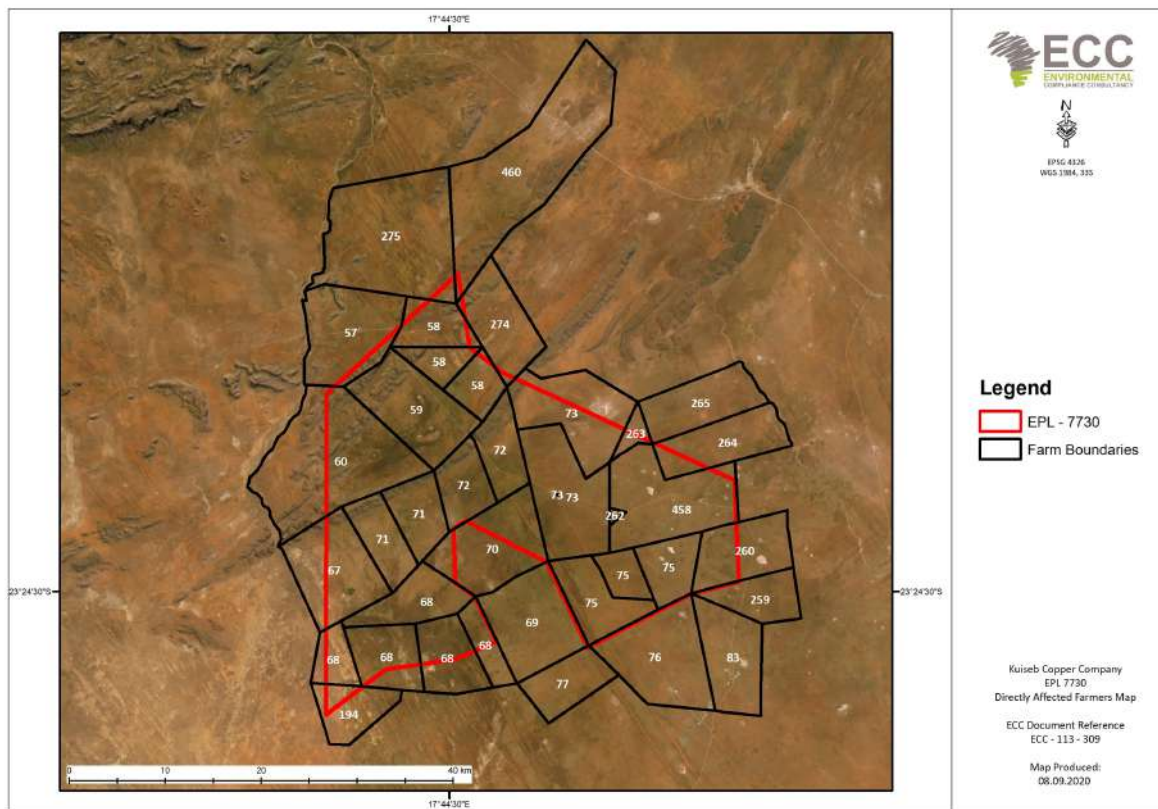 17°44'30"E
ECC
ENVIRONMENTAL
COMPLIANCE CONSULTANCY
N
EPSG 4326
WGS 1984, 33S
460
275
274
57
58
58
58
59
265
73
263
264
60
72
72
73
73
262
458
71
71
70
260
67
75
75
75
259
23°24'30"S
23°24'30"S
68
69
68
68
68
68
76
83
77
194
Legend
EPL - 7730
Farm Boundaries
Kuiseb Copper Company
EPL 7730
Directly Affected Farmers Map
ECC Document Reference
ECC - 113 - 309
Map Produced:
08.09.2020
0 10 20 40 km
17°44'30"E